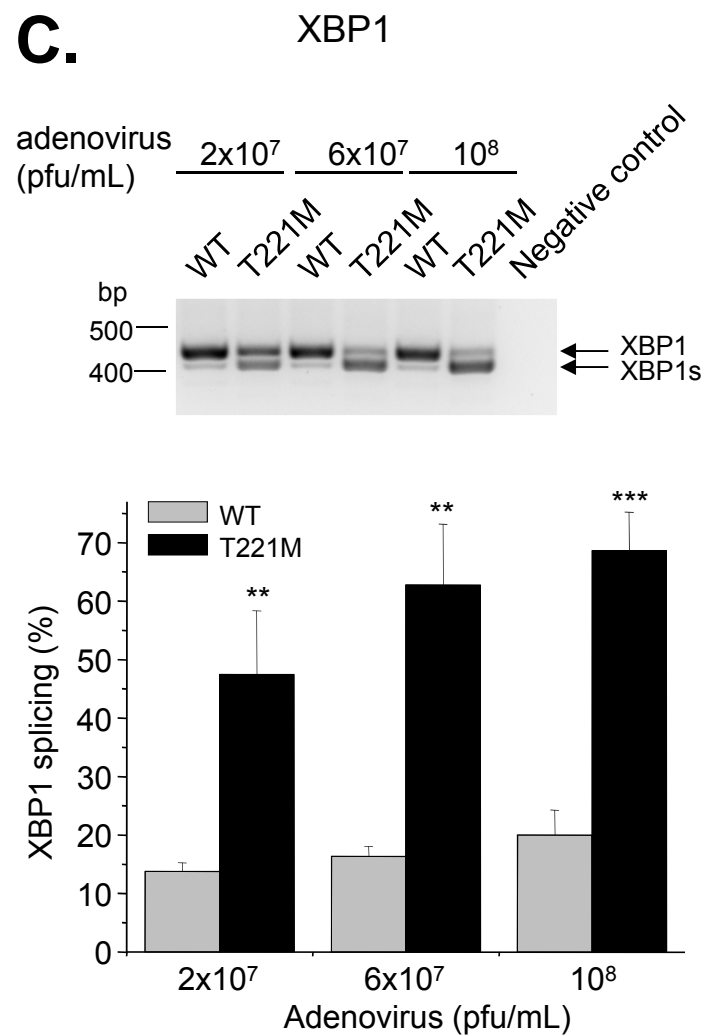 C.
XBP1
adenovirus
(pfu/mL)
2x10⁷ 6x10⁷ 10⁸
WT T221M WT T221M WT T221M Negative control
bp
500
400
XBP1
XBP1s
WT
T221M
** ** ***
XBP1 splicing (%)
70
60
50
40
30
20
10
0
2x10⁷ 6x10⁷ 10⁸
Adenovirus (pfu/mL)